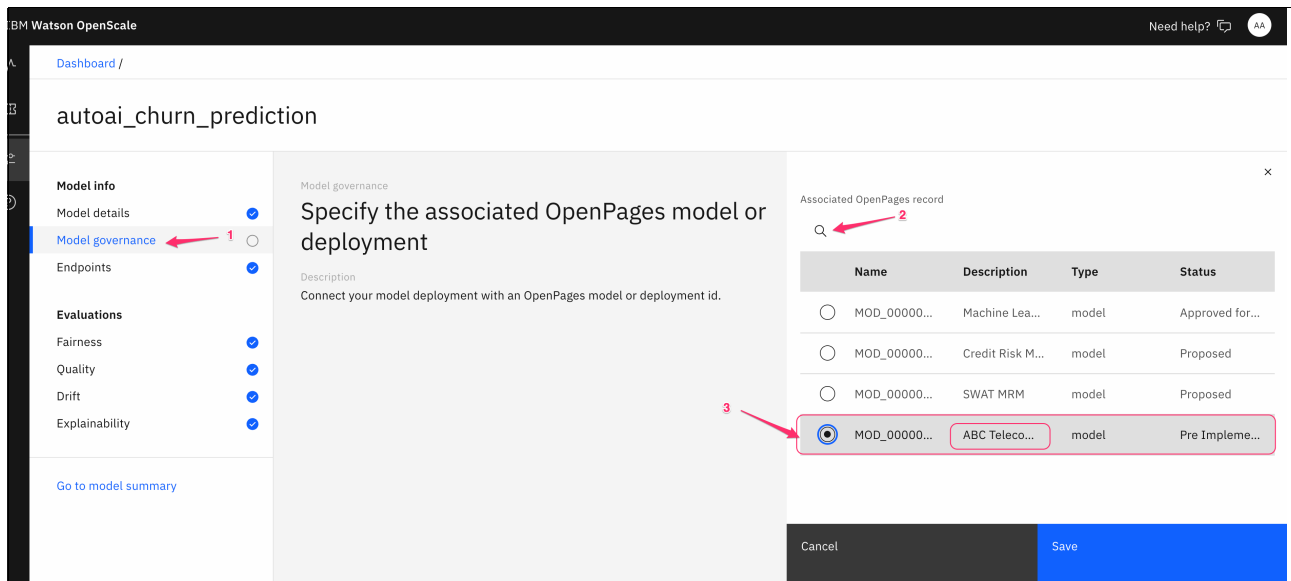 IBM Watson OpenScale
Need help?
AA
Dashboard /
autoai_churn_prediction
Model info
Model details
Model governance
1
Endpoints
Evaluations
Fairness
Quality
Drift
Explainability
Go to model summary
Model governance
Specify the associated OpenPages model or
deployment
Description
Connect your model deployment with an OpenPages model or deployment id.
Associated OpenPages record
2
Name Description Type Status
MOD_00000... Machine Lea... model Approved for...
MOD_00000... Credit Risk M... model Proposed
MOD_00000... SWAT MRM model Proposed
3
MOD_00000... ABC Teleco... model Pre Impleme...
Cancel
Save